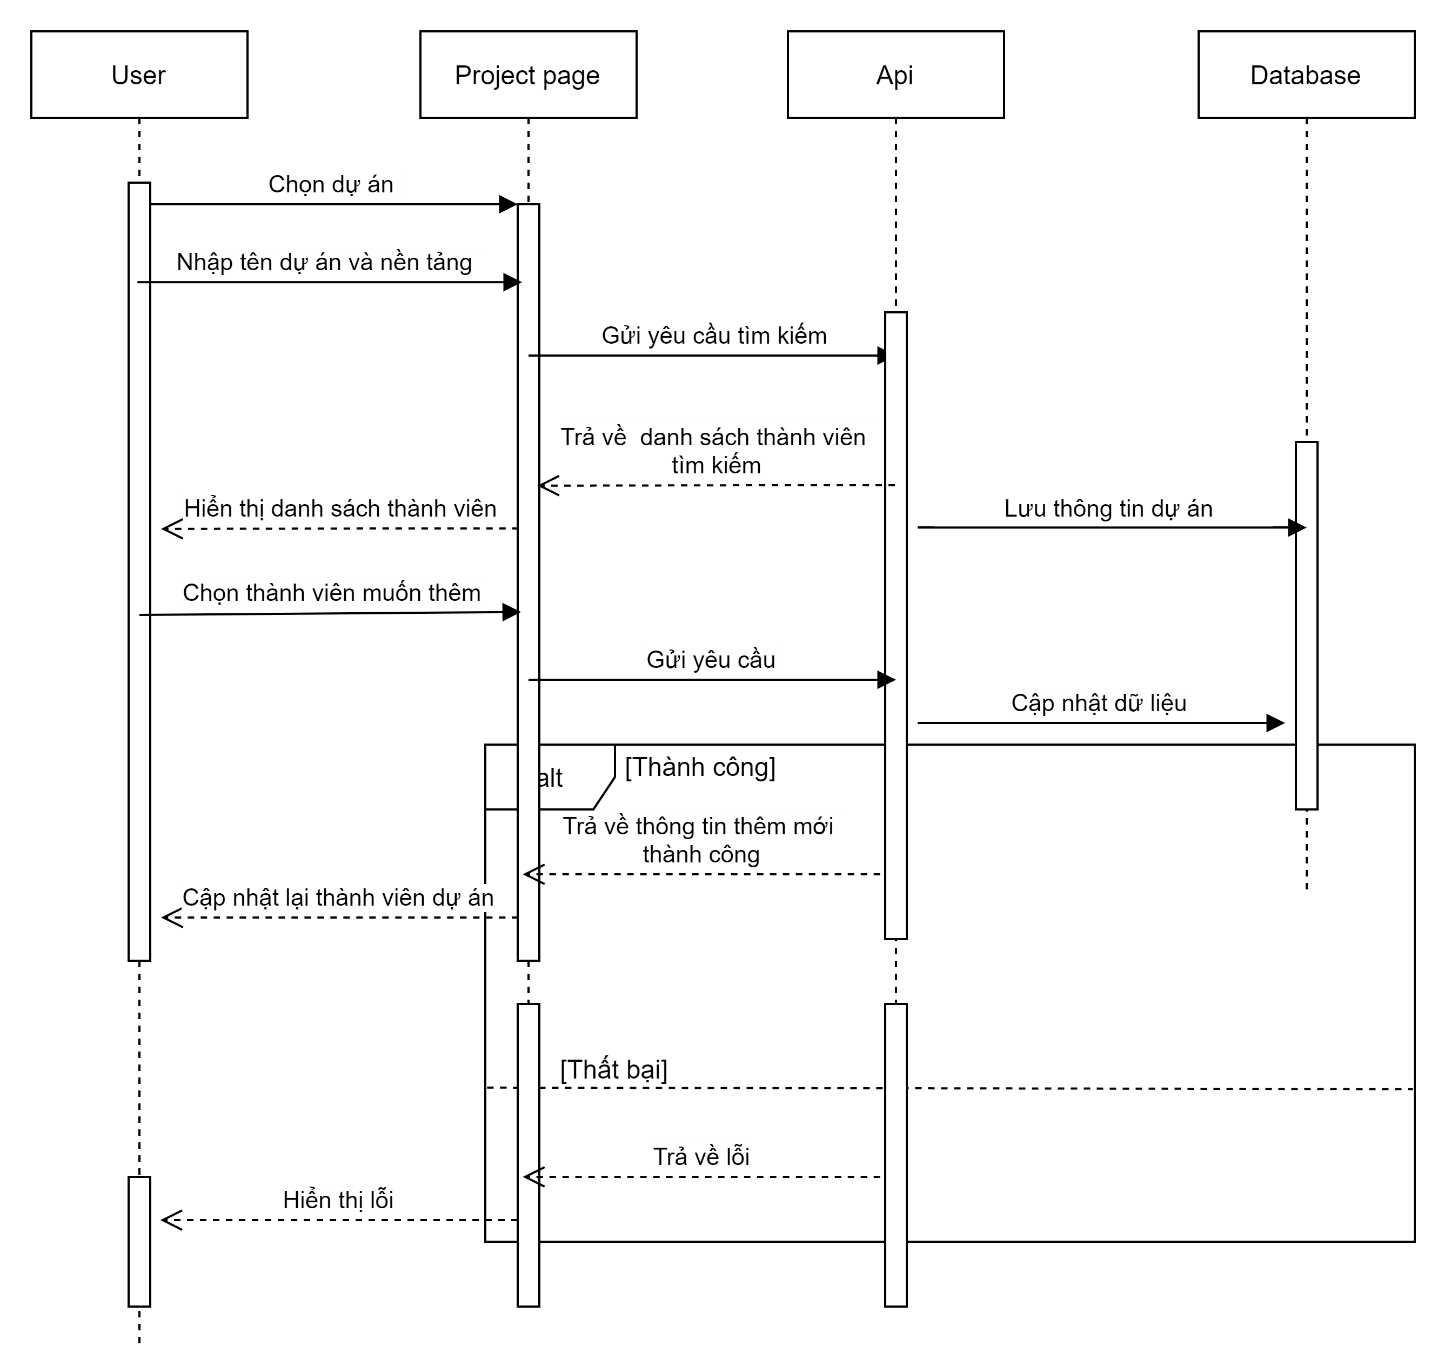 User
Project page
Api
Database
Chọn dự án
Nhập tên dự án và nền tảng
Gửi yêu cầu tìm kiếm
Trả về  danh sách thành viên
tìm kiếm
Hiển thị danh sách thành viên
Lưu thông tin dự án
Chọn thành viên muốn thêm
Gửi yêu cầu
Cập nhật dữ liệu
alt
[Thành công]
Trả về thông tin thêm mới
thành công
Cập nhật lại thành viên dự án
[Thất bại]
Trả về lỗi
Hiển thị lỗi